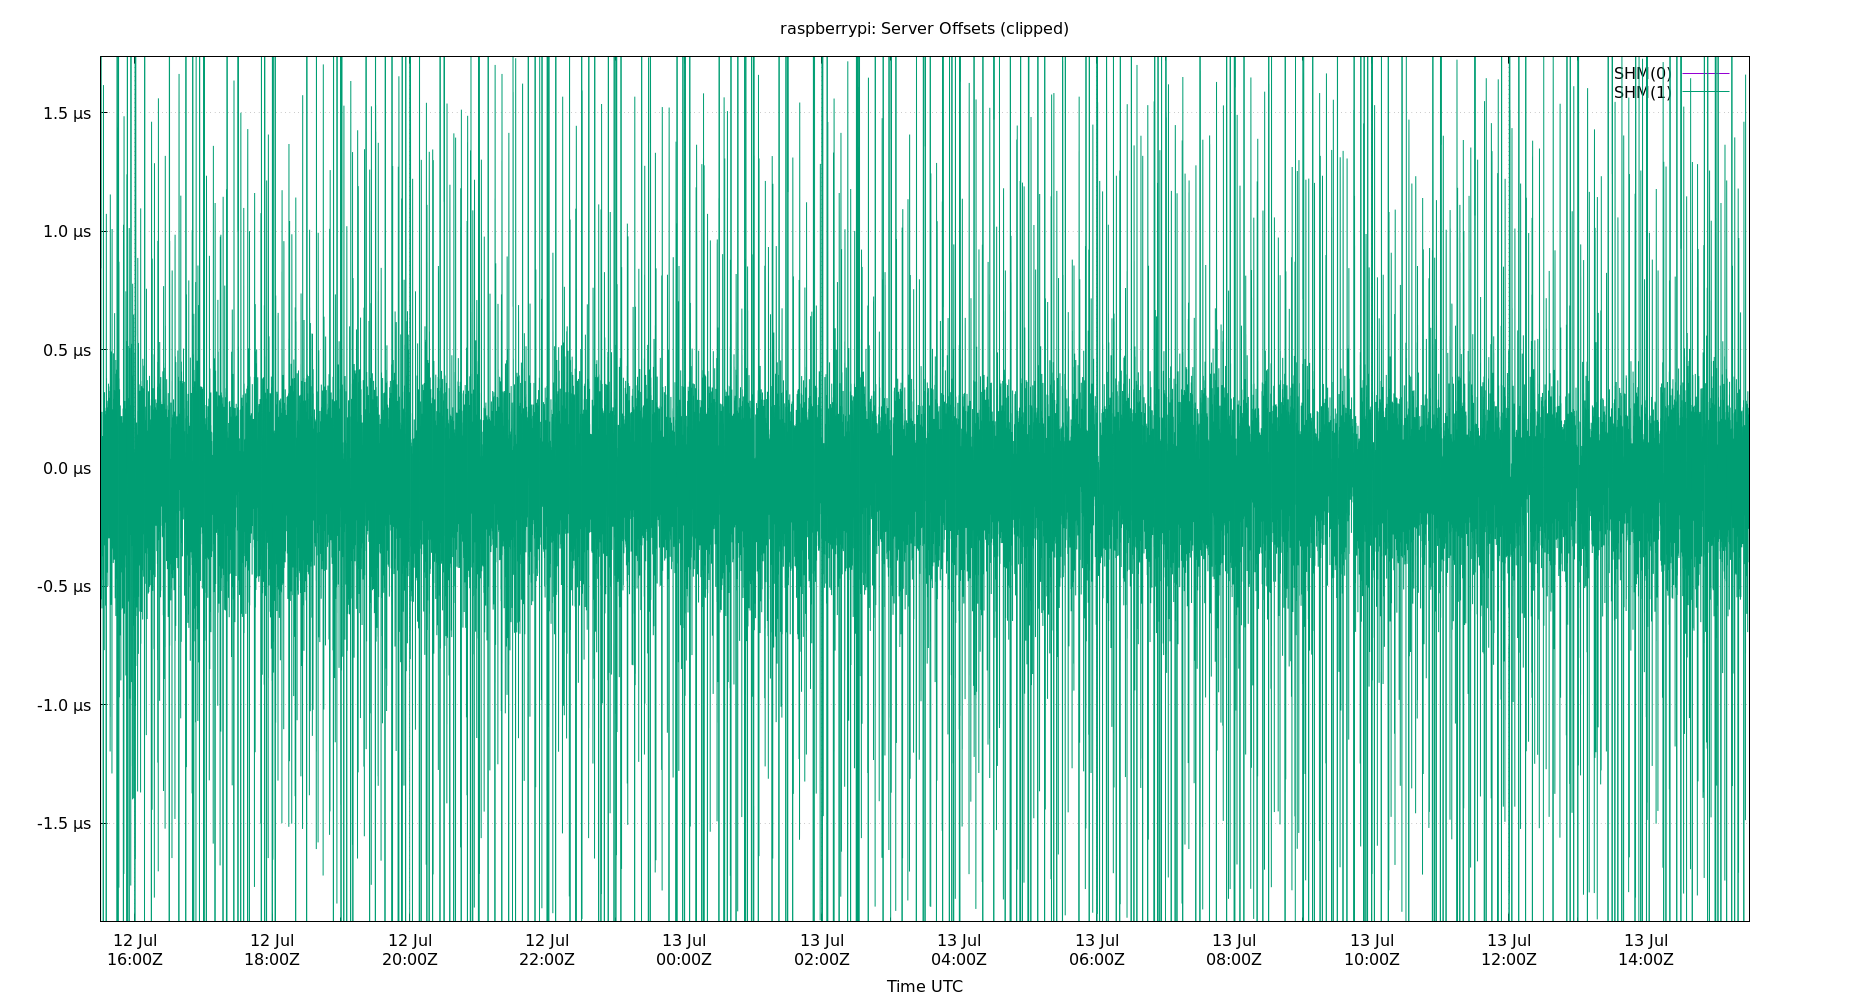 raspberrypi: Server Offsets (clipped)
SHM(0)
SHM(1)
1.5 µs
1.0 µs
0.5 µs
0.0 µs
-0.5 µs
-1.0 µs
-1.5 µs
12 Jul 12 Jul 12 Jul 12 Jul 13 Jul 13 Jul 13 Jul 13 Jul 13 Jul 13 Jul 13 Jul 13 Jul
16:00Z 18:00Z 20:00Z 22:00Z 00:00Z 02:00Z 04:00Z 06:00Z 08:00Z 10:00Z 12:00Z 14:00Z
Time UTC